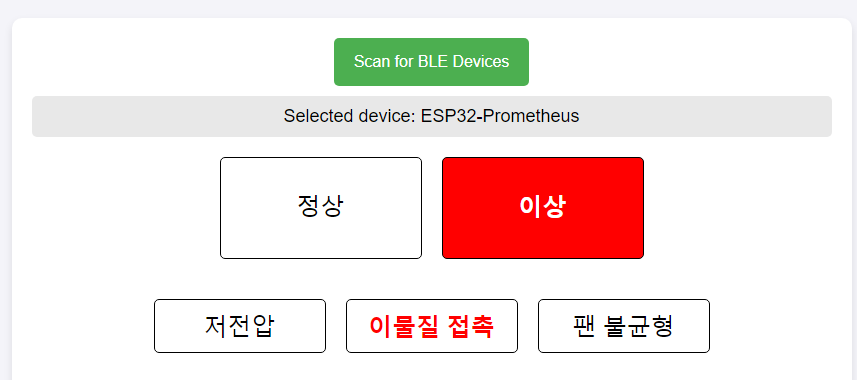 Scan for BLE Devices
Selected device: ESP32-Prometheus
정상
이상
저전압
이물질 접촉
팬 불균형